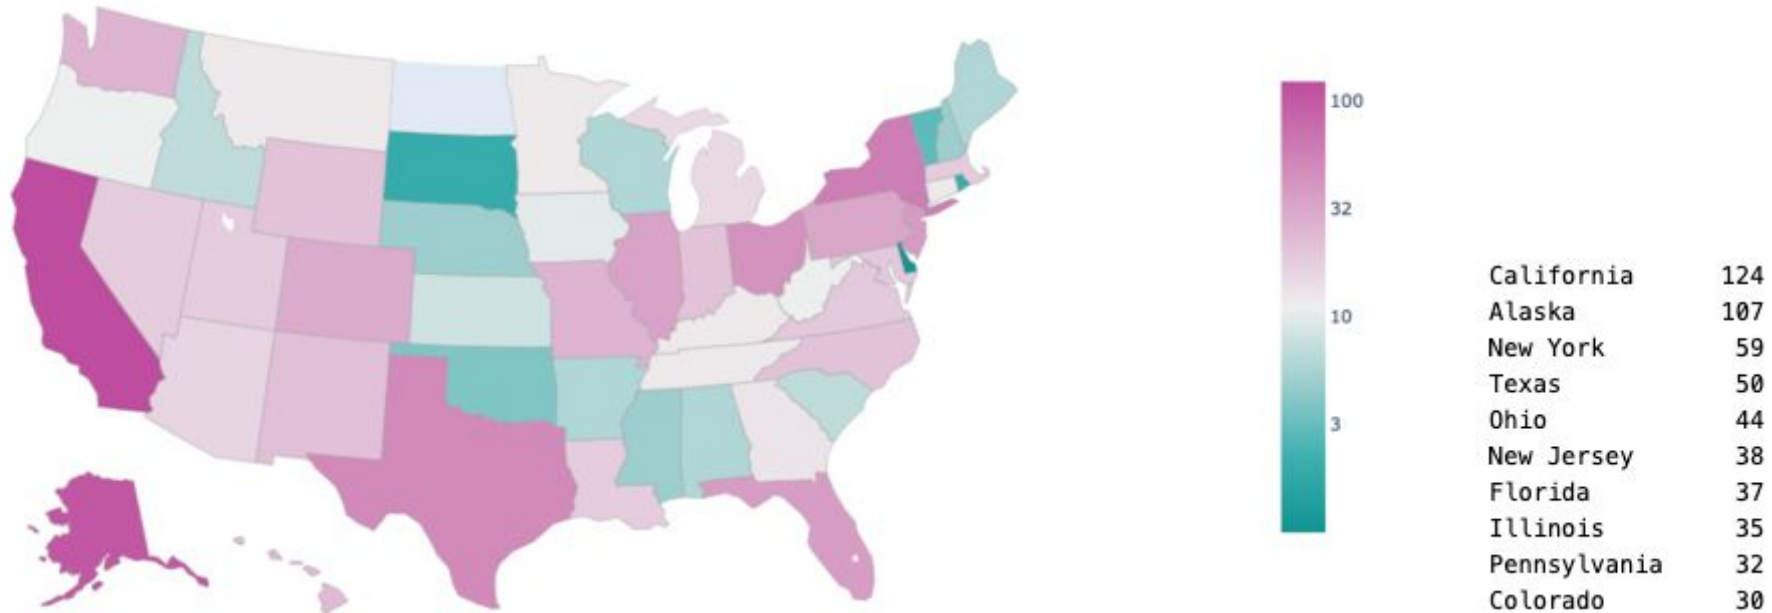 100
32
10
3
California 124
Alaska 107
New York 59
Texas 50
Ohio 44
New Jersey 38
Florida 37
Illinois 35
Pennsylvania 32
Colorado 30